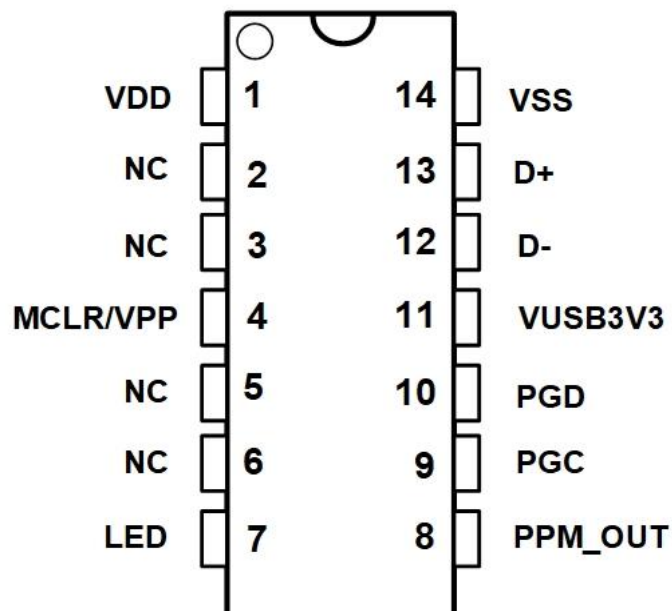 VDD 1 14 VSS
NC 2 13 D+
NC 3 12 D-
MCLR/VPP 4 11 VUSB3V3
NC 5 10 PGD
NC 6 9 PGC
LED 7 8 PPM_OUT